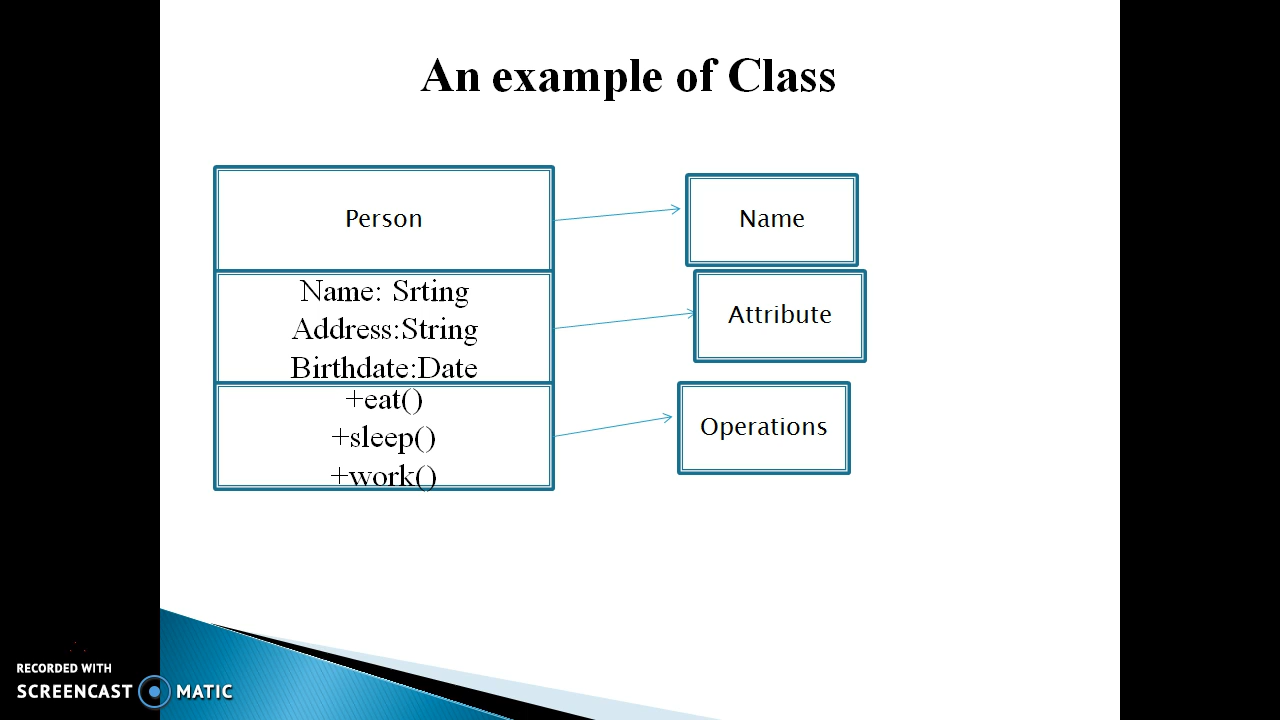 An example of Class
Person
Name
Name: Srting
Address:String
Birthdate:Date
Attribute
+eat()
+sleep()
+work()
Operations
RECORDED WITH
SCREENCAST MATIC